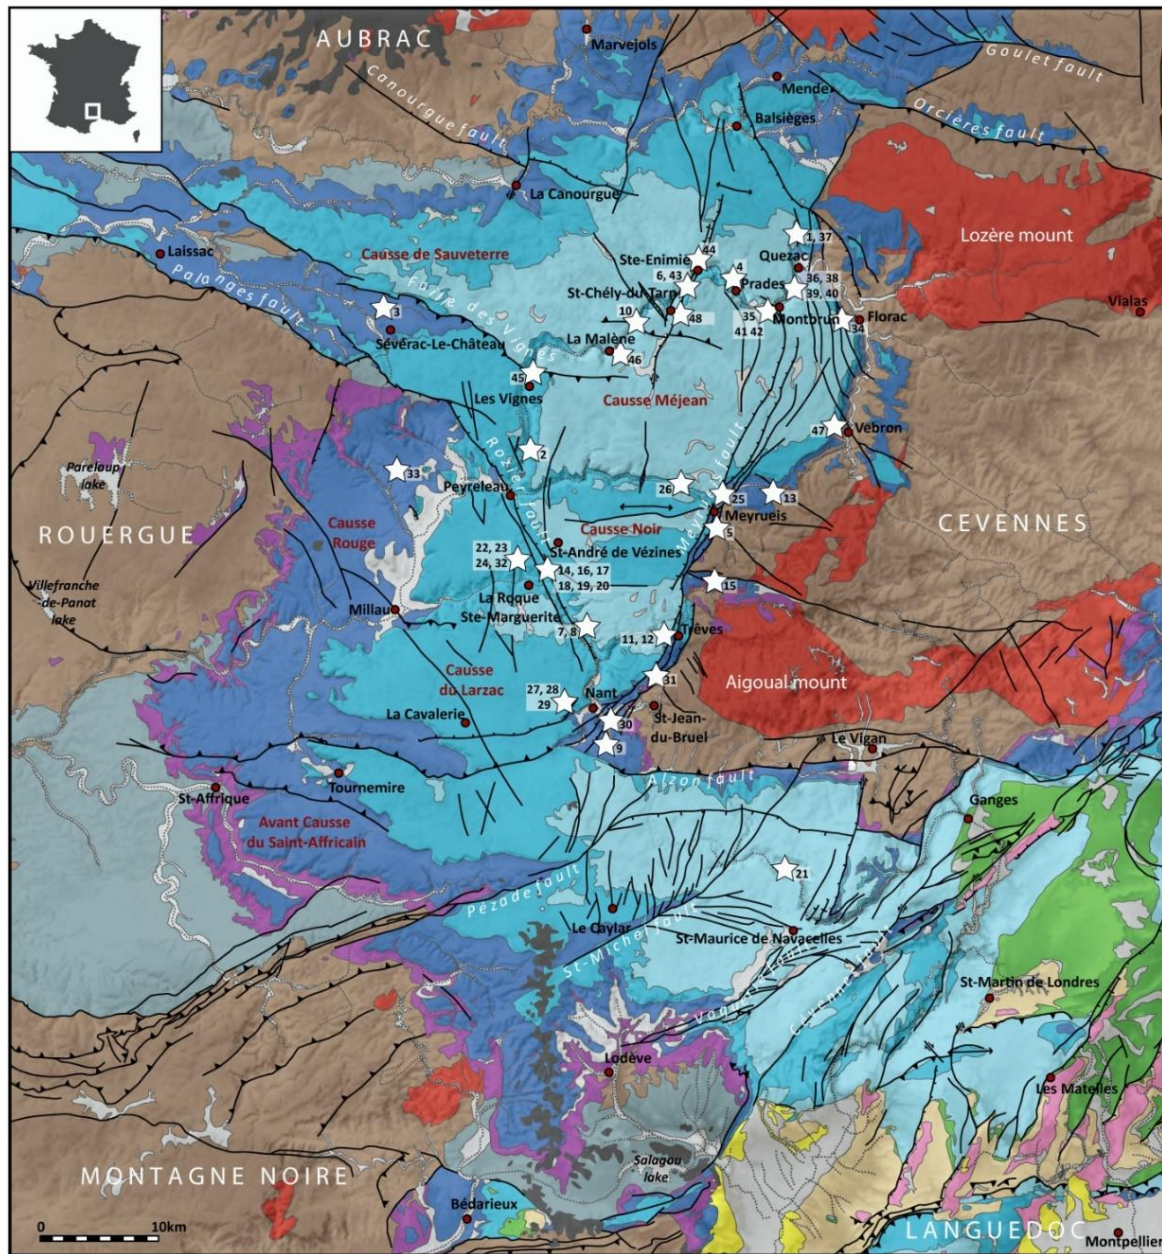 AUBRAC
Marvejols
Goulet fault
Canourgue fault
Mende
Orcières fault
Balsièges
La Canourgue
Lozère mount
1, 37
Laissac
Causse de Sauveterre
44
Quezac
Ste-Enimie
4
6, 43
36, 38
Palanges fault
Faille des Vignes
Prades
39, 40
St-Chély-du-Tarn
Vialas
3
10
48
35
Montbrun
Florac
34
41 42
Sévérac-Le-Château
La Malène
46
45
Les Vignes
Causse Méjean
47
Vebron
2
33
Pareloup
lake
Rozier fault
Meyrueis fault
26
25
13
Peyreleau
Meyrueis
ROUERGUE
Causse
Rouge
Causse Noir
CEVENNES
5
St-André de Vézines
22, 23
24, 32
14, 16, 17
18, 19, 20
Villefranche
-de-Panat
lake
La Roque
Ste-Marguerite
15
Millau
7, 8
11, 12
Trêves
Causse
du Larzac
31
Aigoual mount
27, 28
29
Nant
La Cavalerie
30
St-Jean-
du-Bruel
Le Vigan
9
Tournemire
Alzon fault
St-Affrique
Ganges
Avant Causse
du Saint-Affricain
21
Pézade fault
Le Caylar
St-Michel fault
St-Maurice de Navacelles
Cévennes fault
St-Martin de Londres
Lodève
Les Matelles
MONTAGNE NOIRE
Salagou
lake
Bédarieux
0 10km
LANGUEDOC
Montpellier